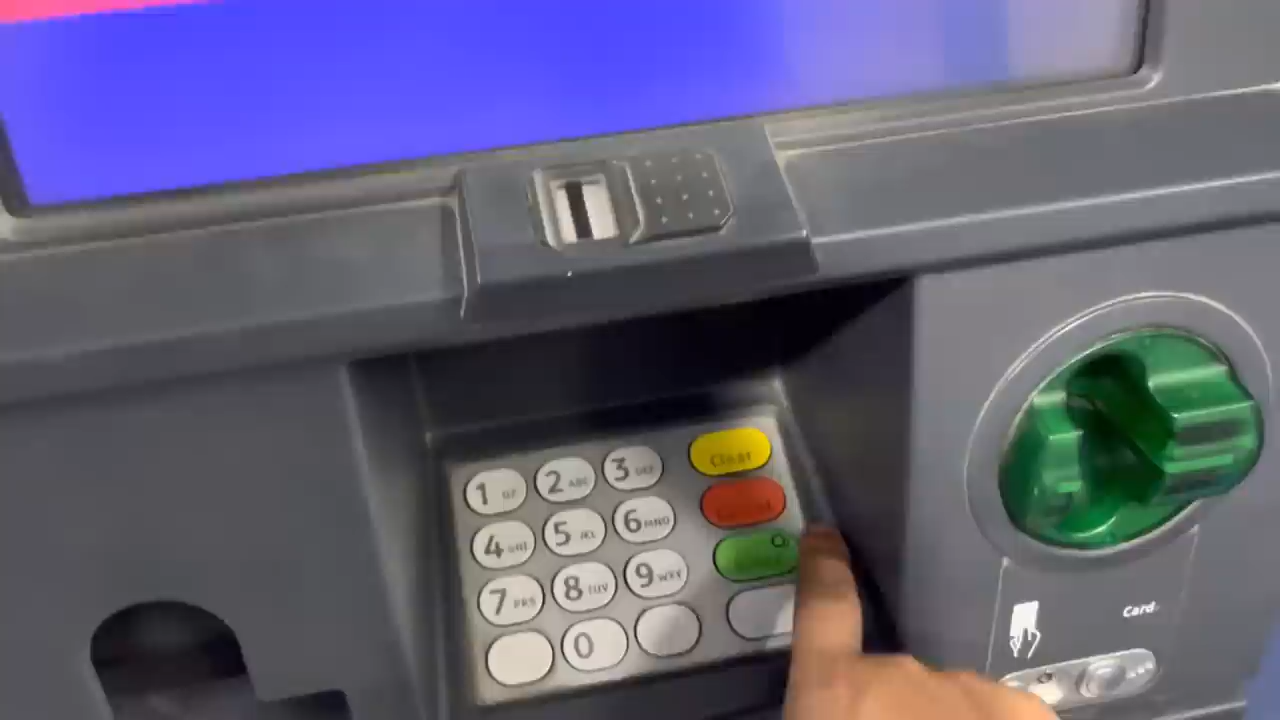 1 QZ 2 ABC 3 DEF Clear
4 GHI 5 JKL 6 MNO
7 PRS 8 TUV 9 WXY
0
Card